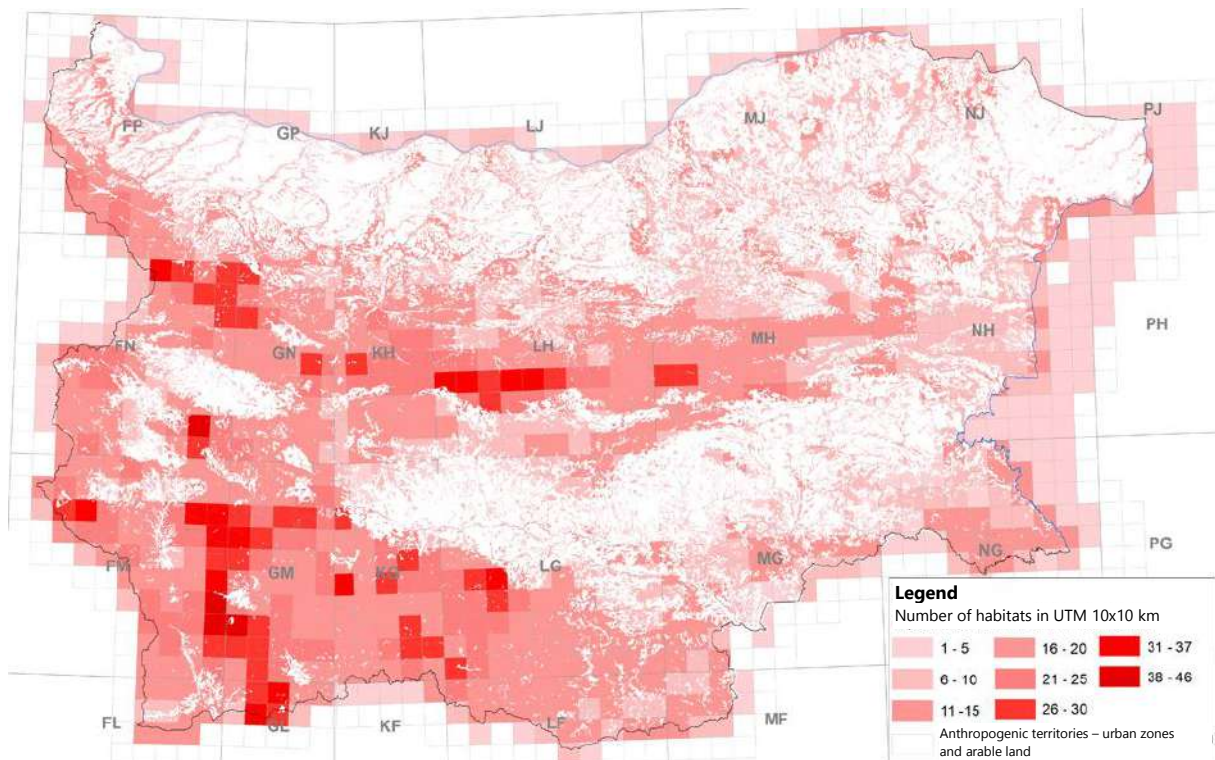 FP
GP
KJ
LJ
MJ
NJ
PJ
FN
GN
KH
LH
MH
NH
PH
FM
GM
KG
LG
MG
NG
PG
FL
GL
KF
LF
MF
Legend
Number of habitats in UTM 10x10 km
1 - 5
16 - 20
31 - 37
6 - 10
21 - 25
38 - 46
11 -15
26 - 30
Anthropogenic territories – urban zones
and arable land